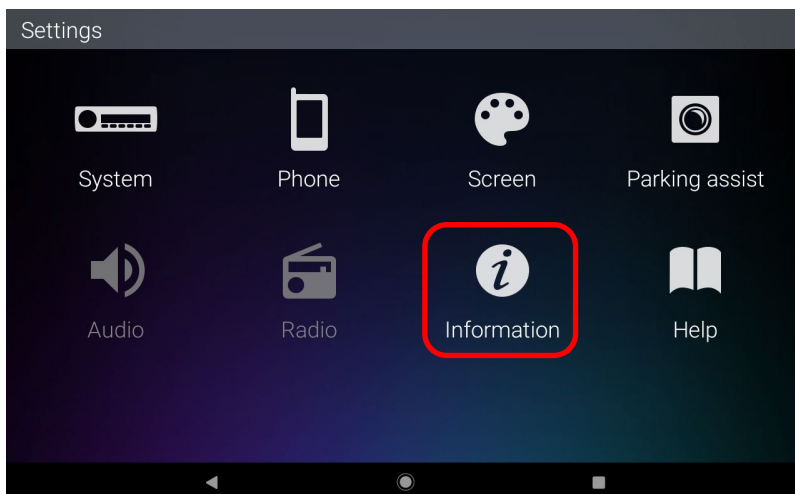 Settings
System
Phone
Screen
Parking assist
Audio
Radio
Information
Help